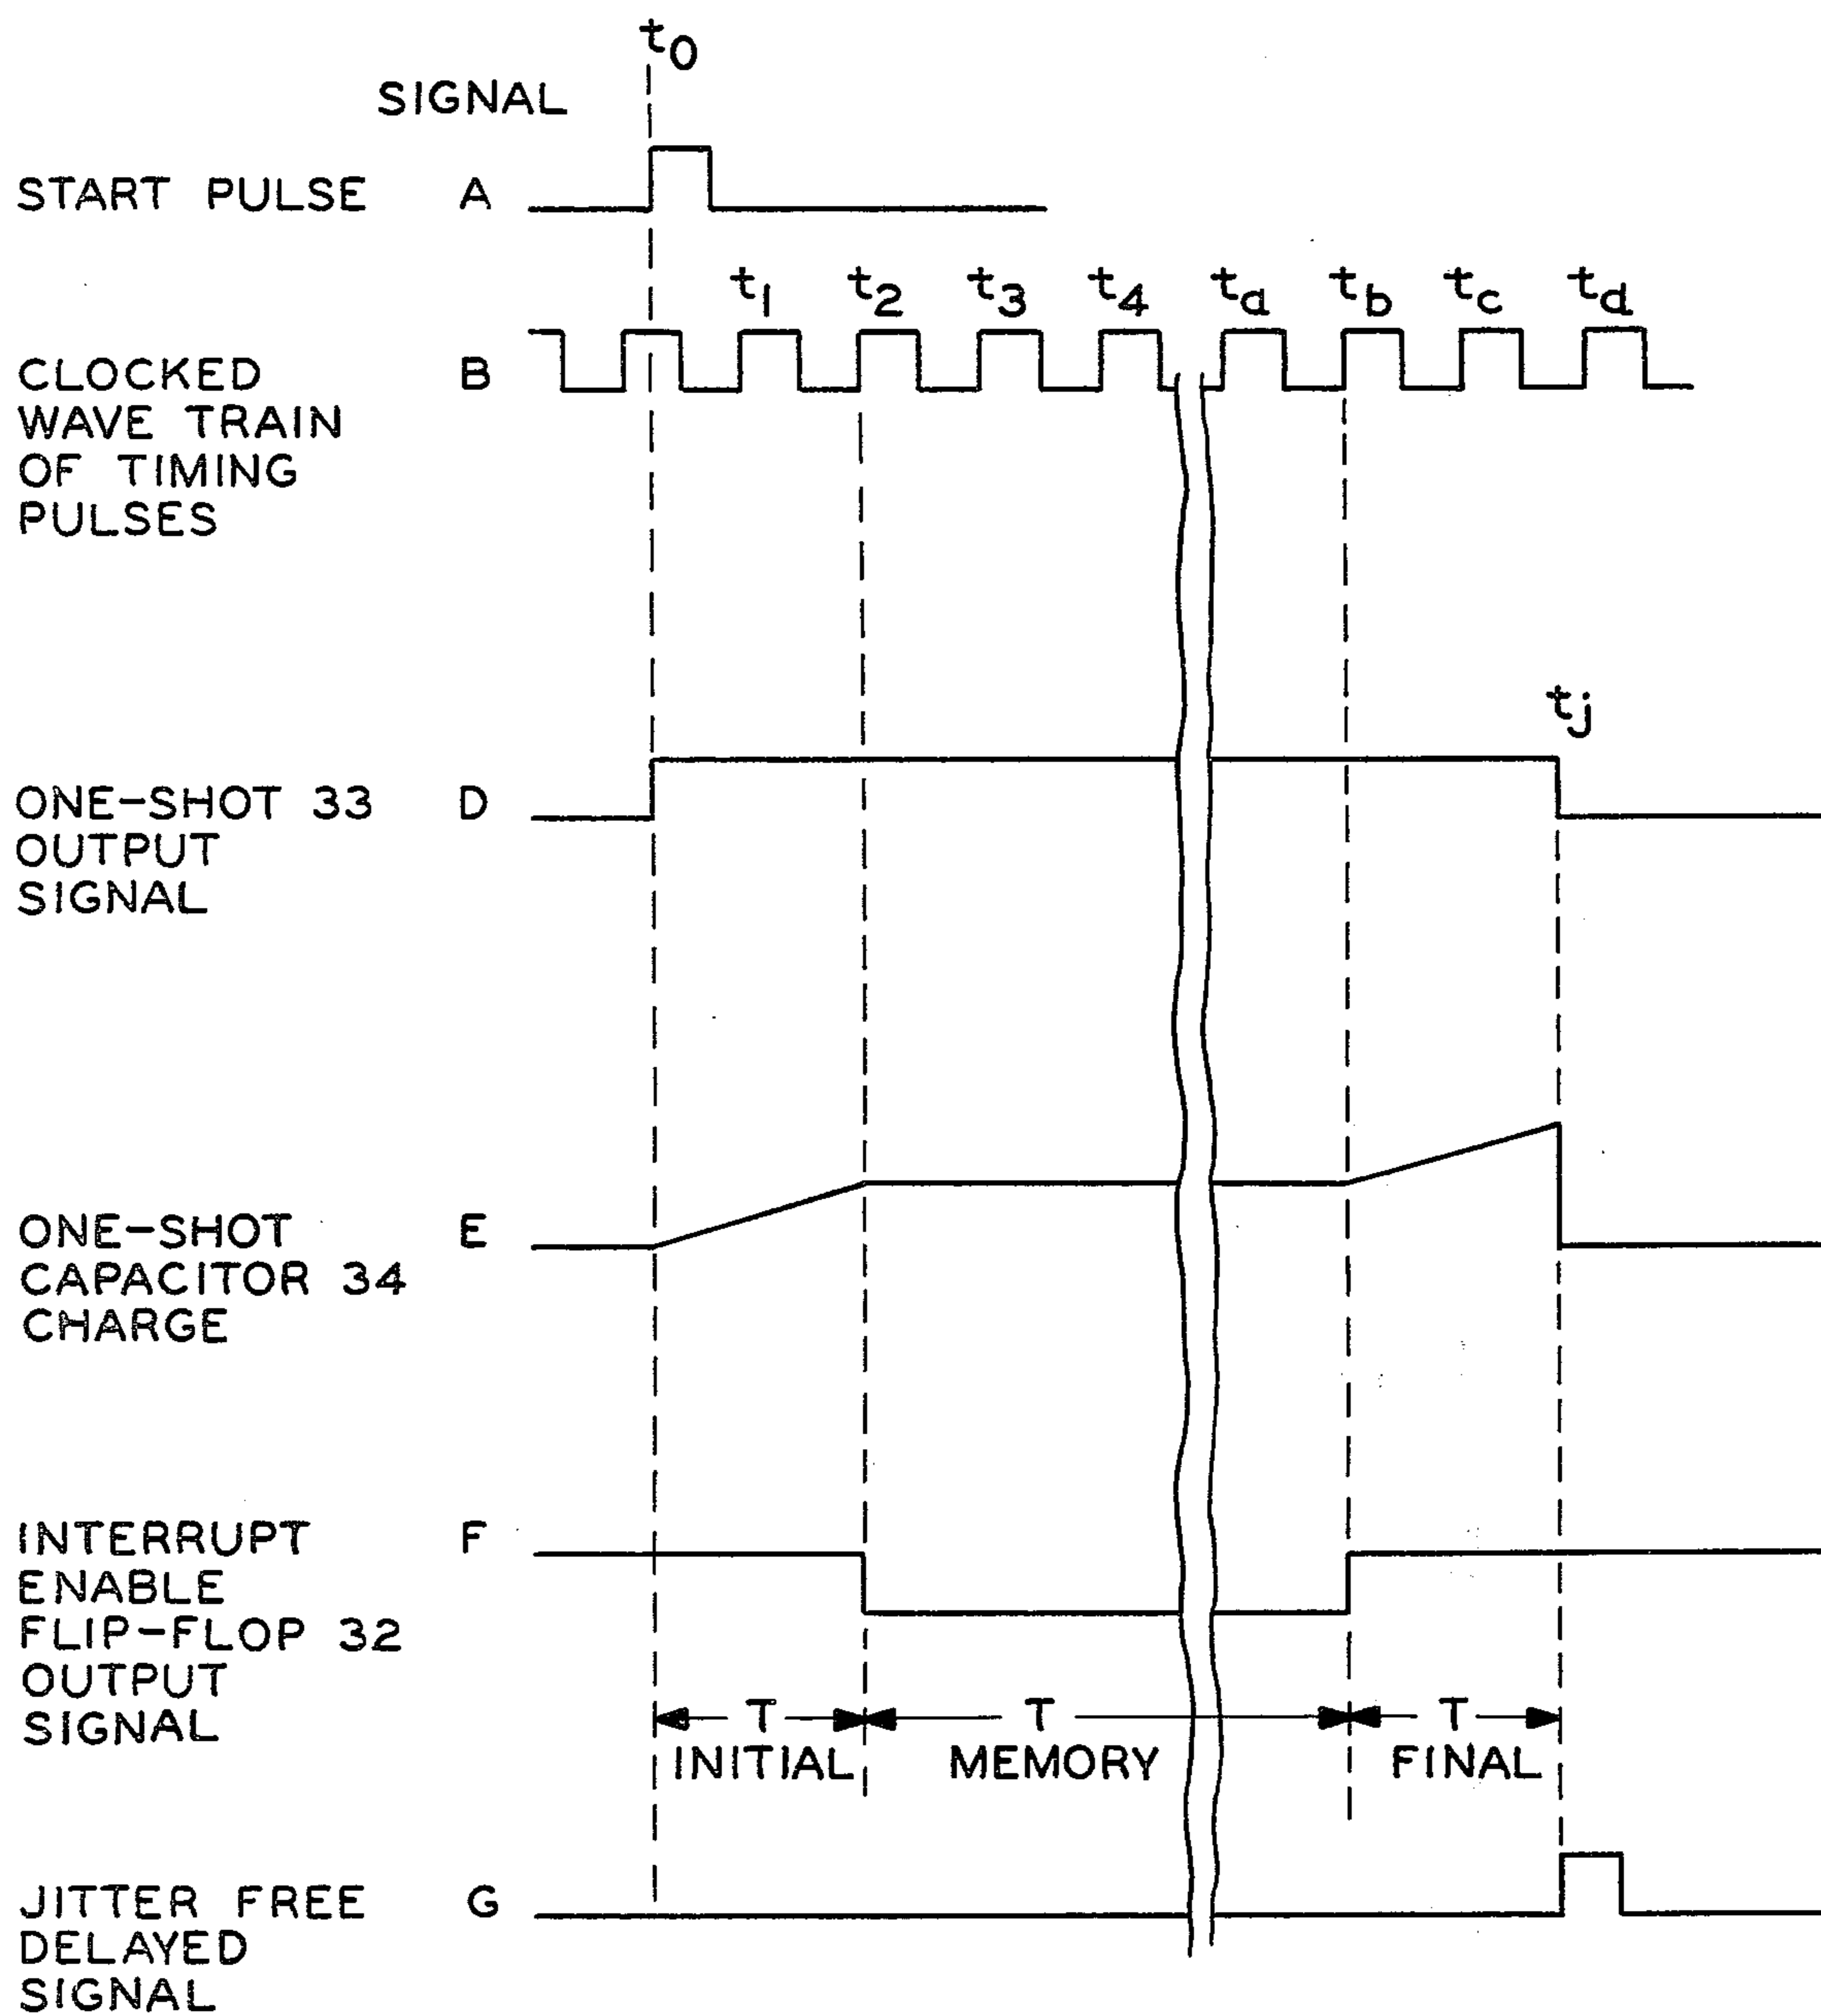 t0
SIGNAL
START PULSE A
t1 t2 t3 t4 ta tb tc td
CLOCKED B
WAVE TRAIN
OF TIMING
PULSES
tj
ONE-SHOT 33 D
OUTPUT
SIGNAL
ONE-SHOT E
CAPACITOR 34
CHARGE
INTERRUPT F
ENABLE
FLIP-FLOP 32
OUTPUT
SIGNAL
T T T
INITIAL MEMORY FINAL
JITTER FREE G
DELAYED
SIGNAL